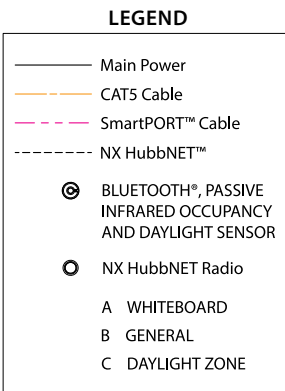 LEGEND
Main Power
CAT5 Cable
SmartPORT™ Cable
NX HubbNET™
BLUETOOTH®, PASSIVE
INFRARED OCCUPANCY
AND DAYLIGHT SENSOR
NX HubbNET Radio
A WHITEBOARD
B GENERAL
C DAYLIGHT ZONE